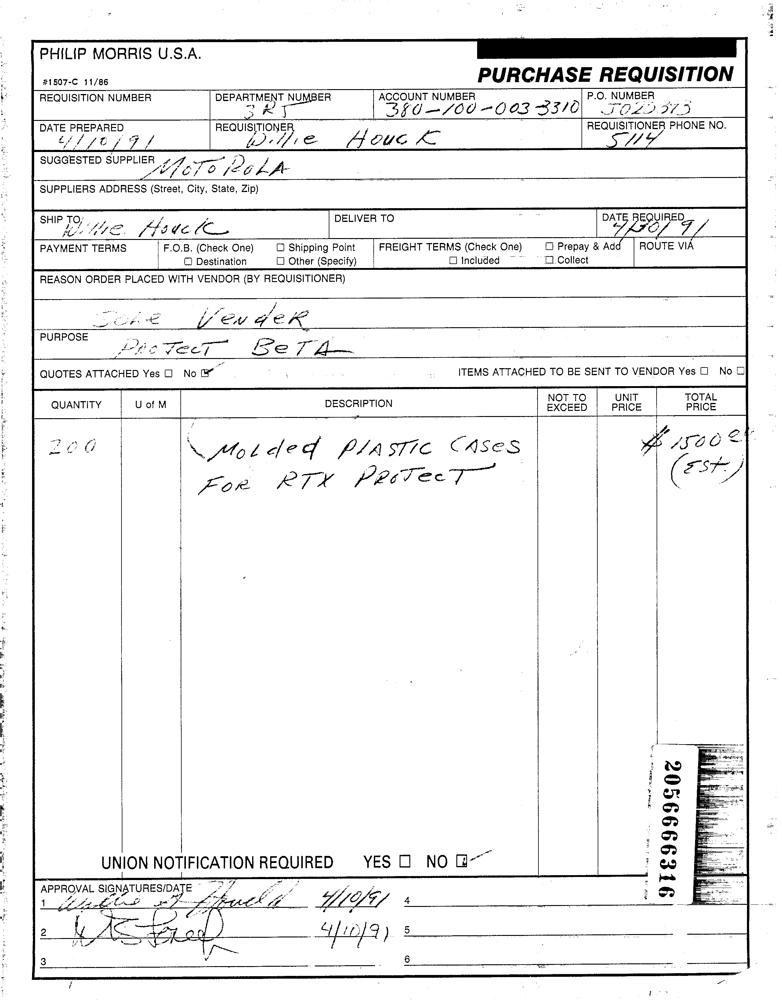 PHILIP MORRIS U.S.A.
#1507-C 11/86
PURCHASE REQUISITION
REQUISITION NUMBER DEPARTMENT NUMBER ACCOUNT NUMBER P.O. NUMBER
380-100-003 3310
DATE PREPARED REQUISITIONER REQUISITIONER PHONE NO.
4/10/91 Willie Houck 5114
SUGGESTED SUPPLIER MOTOROLA
SUPPLIERS ADDRESS (Street, City, State, Zip)
SHIP TO: DELIVER TO DATE REQUIRED
Willie Houck
PAYMENT TERMS F.O.B. (Check One) ☐ Shipping Point FREIGHT TERMS (Check One) ☐ Prepay & Add ROUTE VIA
☐ Destination ☐ Other (Specify) ☐ Included ☐ Collect
REASON ORDER PLACED WITH VENDOR (BY REQUISITIONER)
Sole Vender
PURPOSE
Protect BeTA
QUOTES ATTACHED Yes ☐ No ☑ ITEMS ATTACHED TO BE SENT TO VENDOR Yes ☐ No ☐
QUANTITY U of M DESCRIPTION NOT TO EXCEED UNIT PRICE TOTAL PRICE
200 Molded PlASTIC CASES $1500
FOR RTX PROTecT (EST.)
UNION NOTIFICATION REQUIRED YES ☐ NO ☑
APPROVAL SIGNATURES/DATE
1 4/10/91 4
2 4/10/91 5
3 6
2056666316